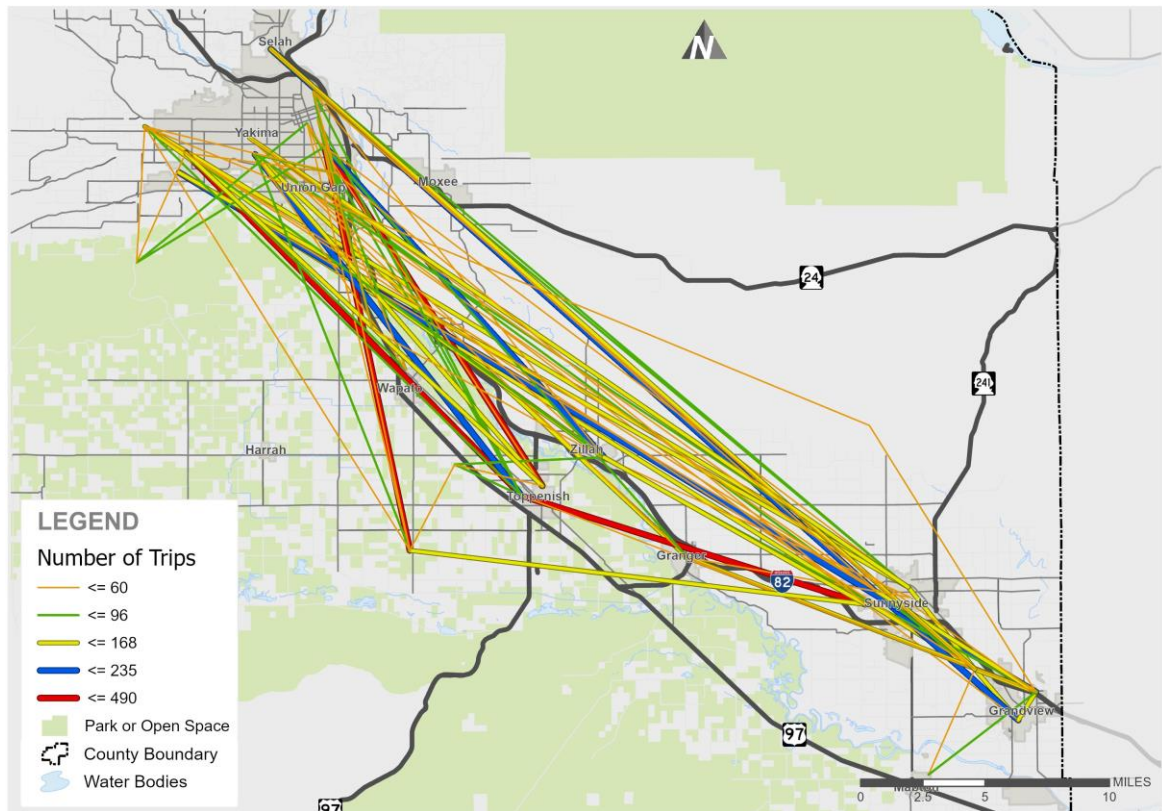 Selah
N
Yakima
Union Gap
Moxee
24
Wapato
241
Harrah
Zillah
Toppenish
Granger
82
Sunnyside
Grandview
97
97
LEGEND
Number of Trips
<= 60
<= 96
<= 168
<= 235
<= 490
Park or Open Space
County Boundary
Water Bodies
MILES
0 2.5 5 10